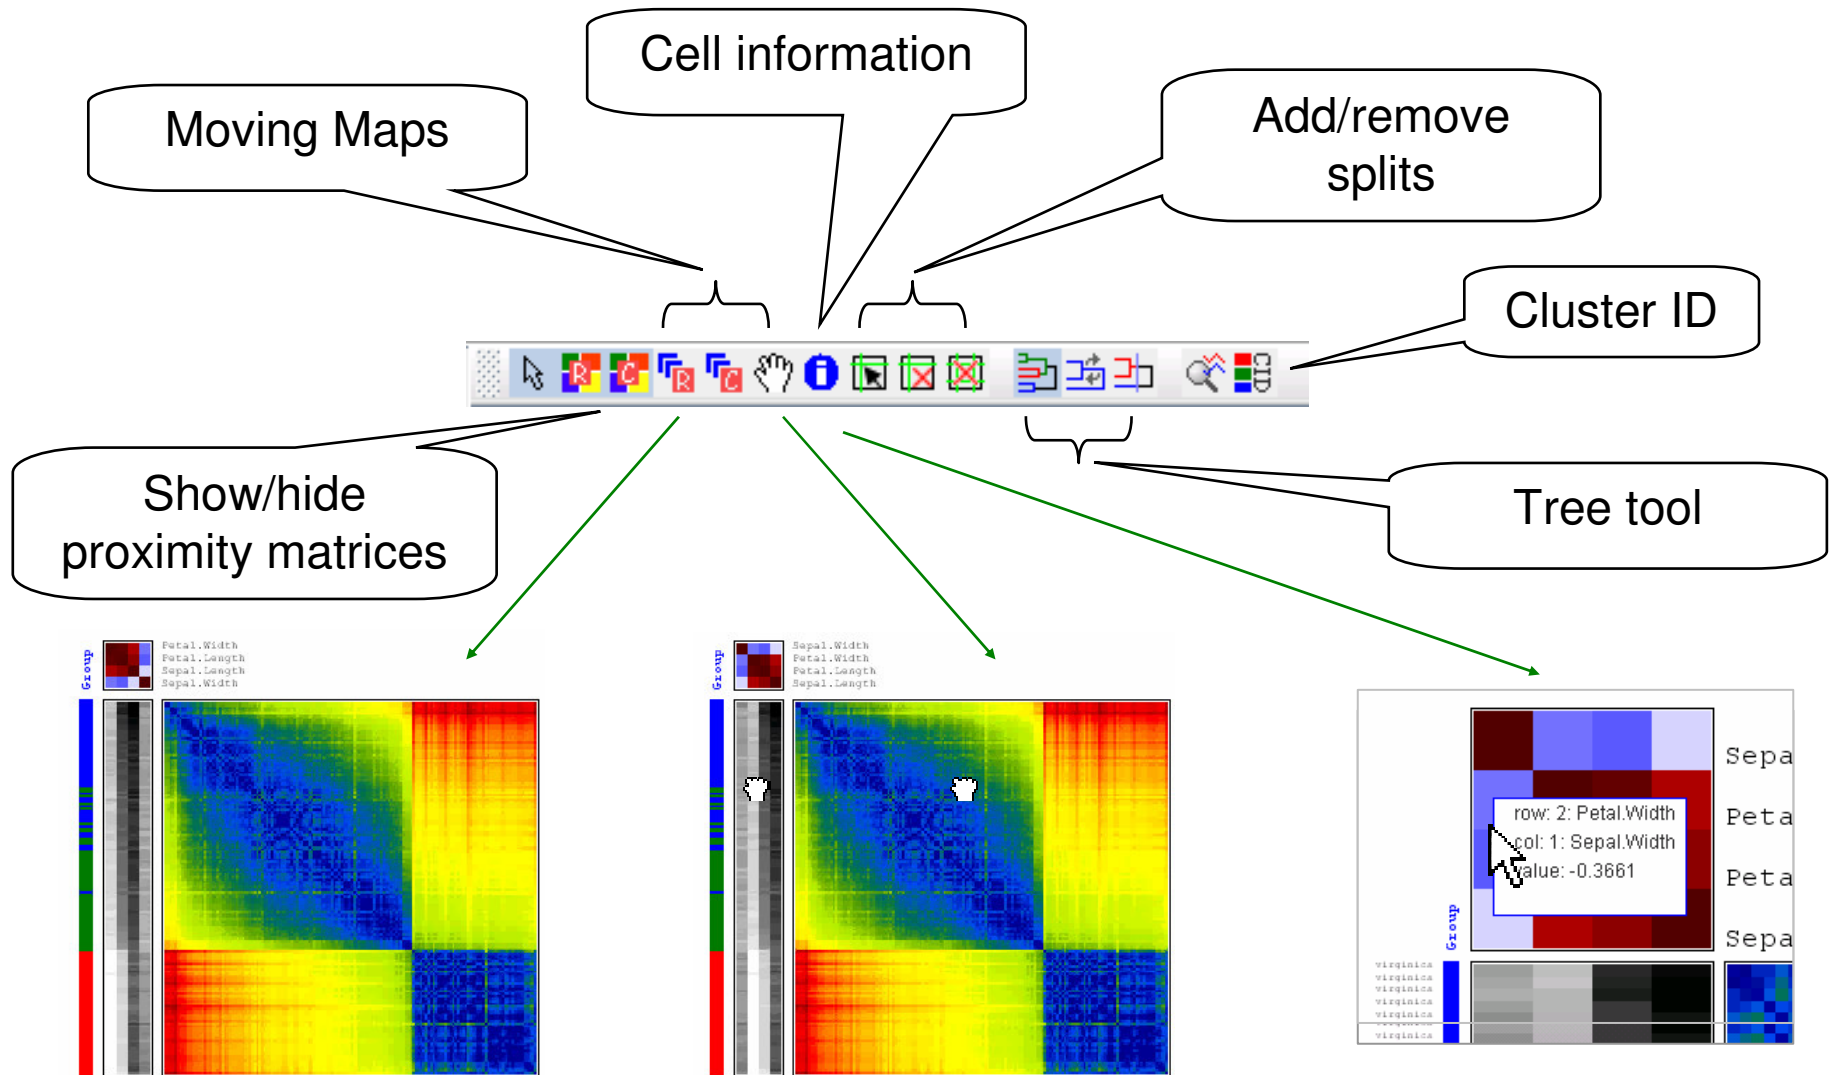 Cell information
Moving Maps
Add/remove
splits
Cluster ID
R
C
R
C
i
CID
Show/hide
proximity matrices
Tree tool
Group
Petal.Width
Petal.Length
Sepal.Length
Sepal.Width
Group
Sepal.Width
Petal.Width
Petal.Length
Sepal.Length
Sepa
Peta
Peta
Sepa
row: 2: Petal.Width
col: 1: Sepal.Width
value: -0.3661
Group
virginica
virginica
virginica
virginica
virginica
virginica
virginica